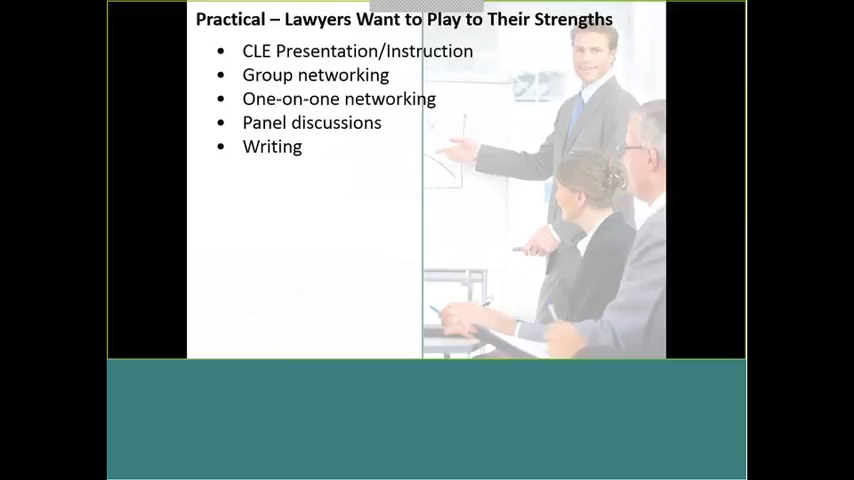 Practical – Lawyers Want to Play to Their Strengths
• CLE Presentation/Instruction
• Group networking
• One-on-one networking
• Panel discussions
• Writing